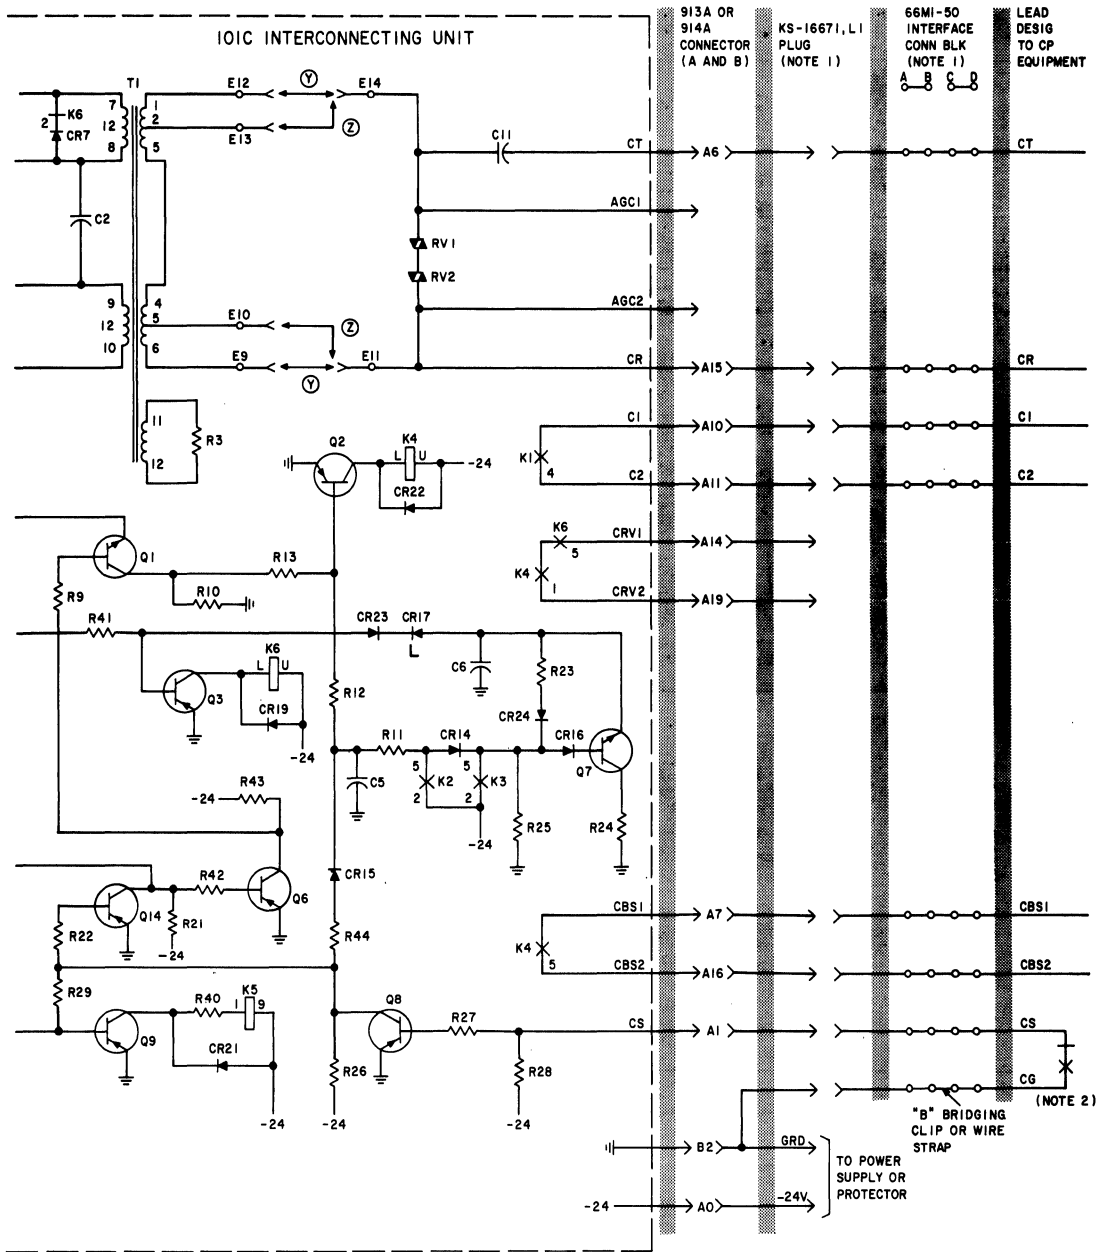 101C INTERCONNECTING UNIT
913A OR
914A
CONNECTOR
(A AND B)
KS-16671, L1
PLUG
(NOTE 1)
66M1-50
INTERFACE
CONN BLK
(NOTE 1)
A B C D
LEAD
DESIG
TO CP
EQUIPMENT
T1
E12
Y
E14
K6
2
CR7
7
12
8
1
2
5
E13
Z
C11
CT
A6
CT
C2
AGC1
RV1
RV2
9
12
10
4
5
6
E10
Z
AGC2
E9
Y
E11
CR
A15
CR
11
12
R3
Q2
K4
L U
-24
CR22
C1
A10
C1
K1
4
C2
A11
C2
Q1
R13
K6
5
CRV1
A14
R9
R10
K4
1
CRV2
A19
R41
CR23
CR17
L
K6
L U
Q3
CR19
-24
R12
C6
R23
CR24
R11
CR14
CR16
Q7
5
K2
2
5
K3
2
C5
-24
R25
R24
R43
-24
R42
Q6
CR15
Q14
R21
-24
R22
R44
CBS1
A7
CBS1
K4
5
CBS2
A16
CBS2
R29
R40
K5
1 9
Q8
R27
CS
A1
CS
Q9
CR21
R26
R28
CG
(NOTE 2)
-24
-24
-24
"B" BRIDGING
CLIP OR WIRE
STRAP
B2
GRD
TO POWER
SUPPLY OR
PROTECTOR
-24
A0
-24V